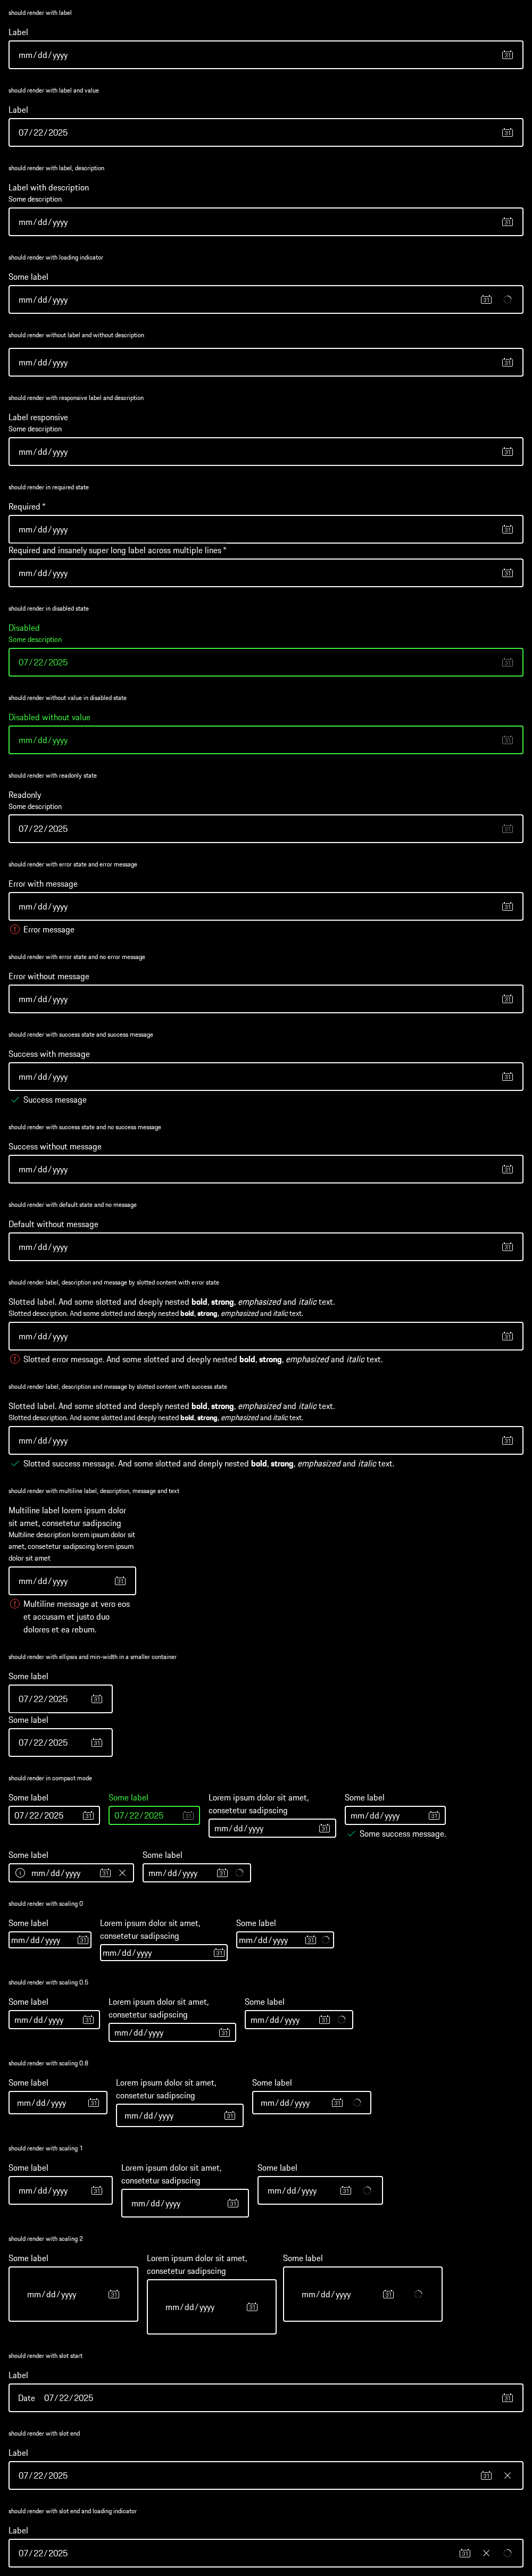 should render with label
Label
mm/dd/yyyy
should render with label and value
Label
07/22/2025
should render with label, description
Label with description
Some description
mm/dd/yyyy
should render with loading indicator
Some label
mm/dd/yyyy
should render without label and without description
mm/dd/yyyy
should render with responsive label and description
Label responsive
Some description
mm/dd/yyyy
should render in required state
Required *
mm/dd/yyyy
Required and insanely super long label across multiple lines *
mm/dd/yyyy
should render in disabled state
Disabled
Some description
07/22/2025
should render without value in disabled state
Disabled without value
mm/dd/yyyy
should render with readonly state
Readonly
Some description
07/22/2025
should render with error state and error message
Error with message
mm/dd/yyyy
Error message
should render with error state and no error message
Error without message
mm/dd/yyyy
should render with success state and success message
Success with message
mm/dd/yyyy
Success message
should render with success state and no success message
Success without message
mm/dd/yyyy
should render with default state and no message
Default without message
mm/dd/yyyy
should render label, description and message by slotted content with error state
Slotted label. And some slotted and deeply nested bold, strong, emphasized and italic text.
Slotted description. And some slotted and deeply nested bold, strong, emphasized and italic text.
mm/dd/yyyy
Slotted error message. And some slotted and deeply nested bold, strong, emphasized and italic text.
should render label, description and message by slotted content with success state
Slotted label. And some slotted and deeply nested bold, strong, emphasized and italic text.
Slotted description. And some slotted and deeply nested bold, strong, emphasized and italic text.
mm/dd/yyyy
Slotted success message. And some slotted and deeply nested bold, strong, emphasized and italic text.
should render with multiline label, description, message and text
Multiline label lorem ipsum dolor
sit amet, consetetur sadipscing
Multiline description lorem ipsum dolor sit
amet, consetetur sadipscing lorem ipsum
dolor sit amet
mm/dd/yyyy
Multiline message at vero eos
et accusam et justo duo
dolores et ea rebum.
should render with ellipsis and min-width in a smaller container
Some label
07/22/2025
Some label
07/22/2025
should render in compact mode
Some label
07/22/2025
Some label
07/22/2025
Lorem ipsum dolor sit amet,
consetetur sadipscing
mm/dd/yyyy
Some label
mm/dd/yyyy
Some success message.
Some label
mm/dd/yyyy
Some label
mm/dd/yyyy
should render with scaling 0
Some label
mm/dd/yyyy
Lorem ipsum dolor sit amet,
consetetur sadipscing
mm/dd/yyyy
Some label
mm/dd/yyyy
should render with scaling 0.5
Some label
mm/dd/yyyy
Lorem ipsum dolor sit amet,
consetetur sadipscing
mm/dd/yyyy
Some label
mm/dd/yyyy
should render with scaling 0.8
Some label
mm/dd/yyyy
Lorem ipsum dolor sit amet,
consetetur sadipscing
mm/dd/yyyy
Some label
mm/dd/yyyy
should render with scaling 1
Some label
mm/dd/yyyy
Lorem ipsum dolor sit amet,
consetetur sadipscing
mm/dd/yyyy
Some label
mm/dd/yyyy
should render with scaling 2
Some label
mm/dd/yyyy
Lorem ipsum dolor sit amet,
consetetur sadipscing
mm/dd/yyyy
Some label
mm/dd/yyyy
should render with slot start
Label
Date 07/22/2025
should render with slot end
Label
07/22/2025
should render with slot end and loading indicator
Label
07/22/2025